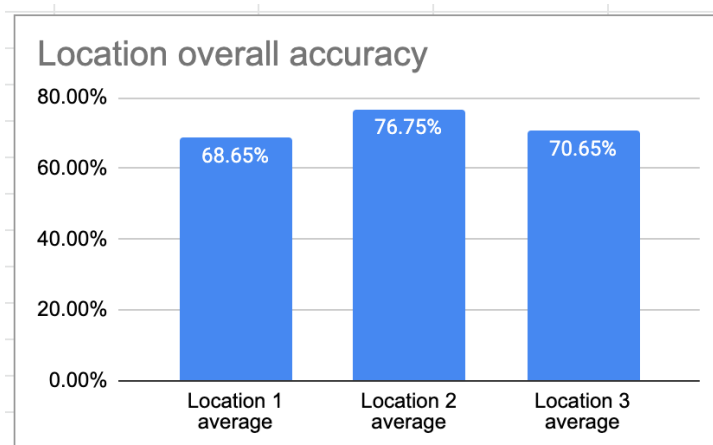 Location overall accuracy
80.00%
76.75%
68.65%
70.65%
60.00%
40.00%
20.00%
0.00%
Location 1
average
Location 2
average
Location 3
average